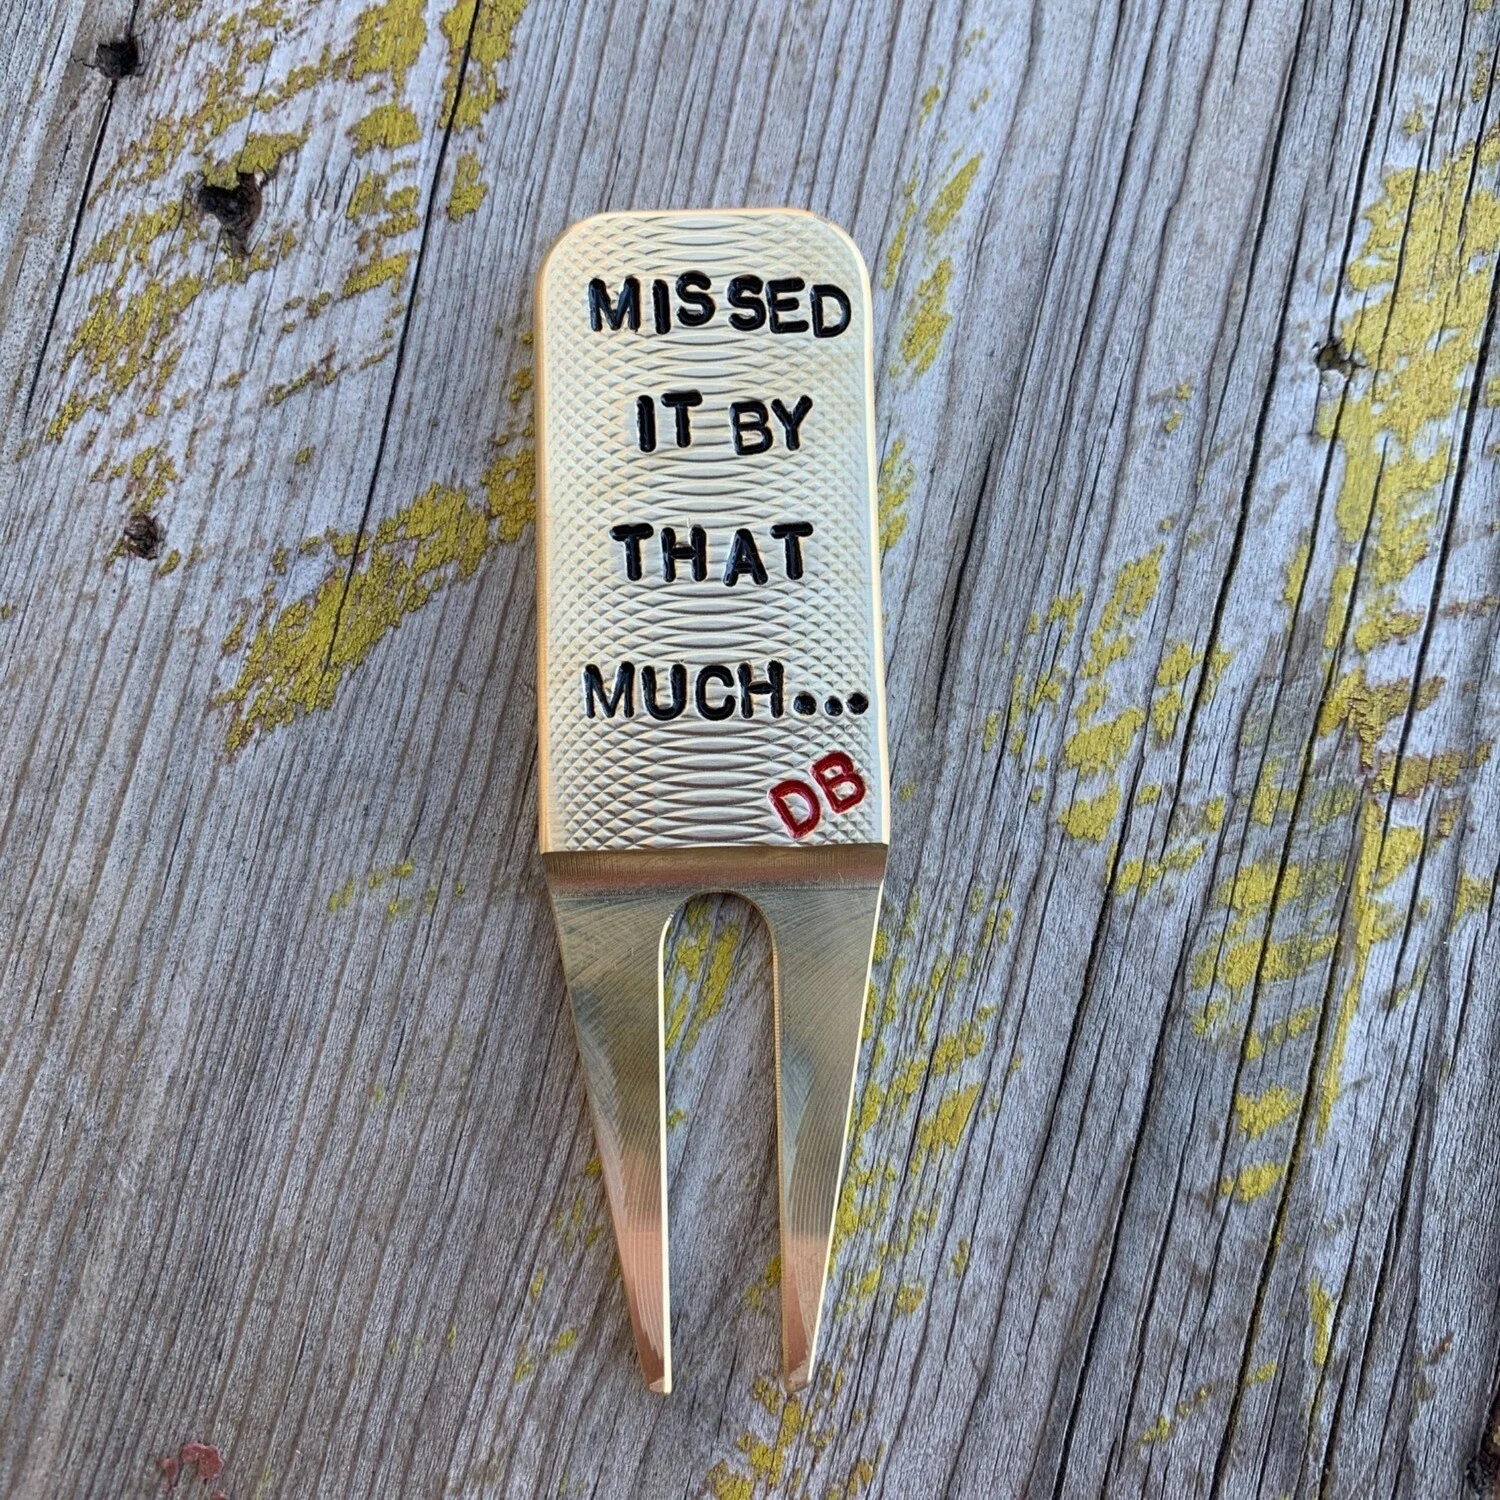 MISSED
IT BY
THAT
MUCH...
DB